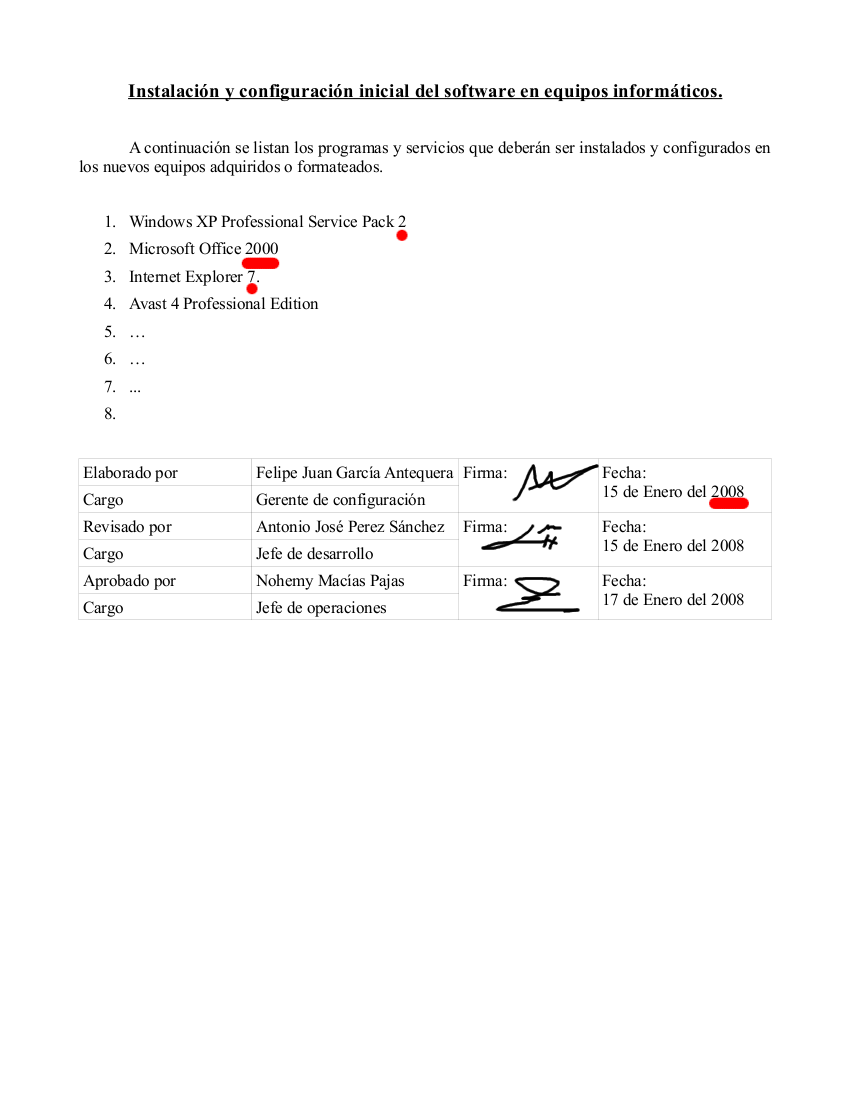 Instalación y configuración inicial del software en equipos informáticos.
A continuación se listan los programas y servicios que deberán ser instalados y configurados en
los nuevos equipos adquiridos o formateados.
1. Windows XP Professional Service Pack 2
2. Microsoft Office 2000
3. Internet Explorer 7.
4. Avast 4 Professional Edition
5. …
6. …
7. ...
8.
Elaborado por Felipe Juan García Antequera Firma: Fecha:
15 de Enero del 2008
Cargo Gerente de configuración
Revisado por Antonio José Perez Sánchez Firma: Fecha:
15 de Enero del 2008
Cargo Jefe de desarrollo
Aprobado por Nohemy Macías Pajas Firma: Fecha:
17 de Enero del 2008
Cargo Jefe de operaciones